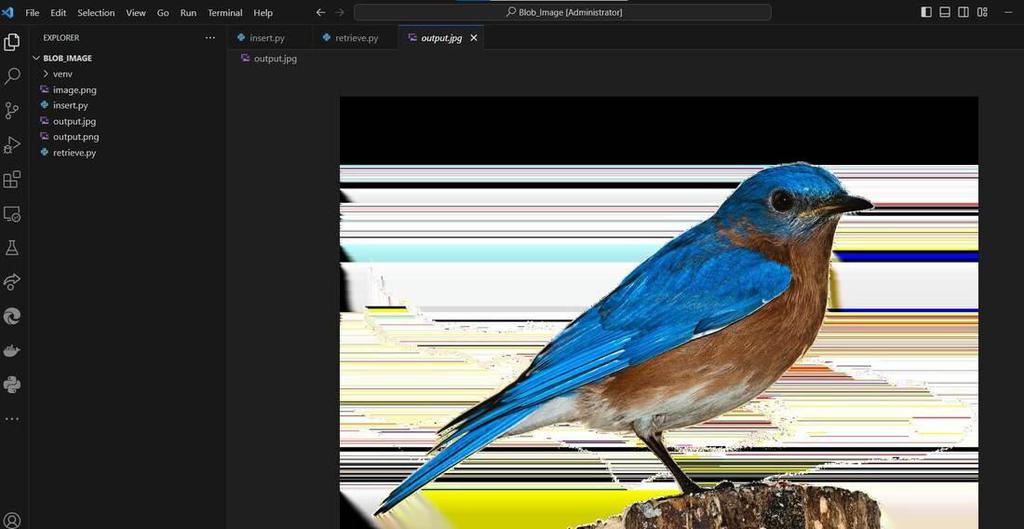 File Edit Selection View Go Run Terminal Help
Blob_Image [Administrator]
EXPLORER
insert.py
retrieve.py
output.jpg
BLOB_IMAGE
output.jpg
venv
image.png
insert.py
output.jpg
output.png
retrieve.py